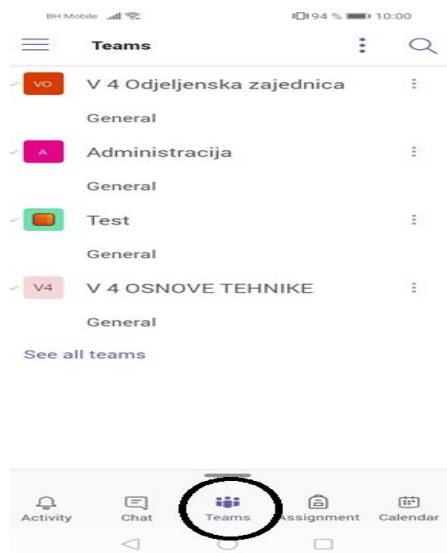 BH Mobile 94 % 10:00
Teams
VO V 4 Odjeljenska zajednica
General
A Administracija
General
Test
General
V4 V 4 OSNOVE TEHNIKE
General
See all teams
Activity Chat Teams Assignment Calendar